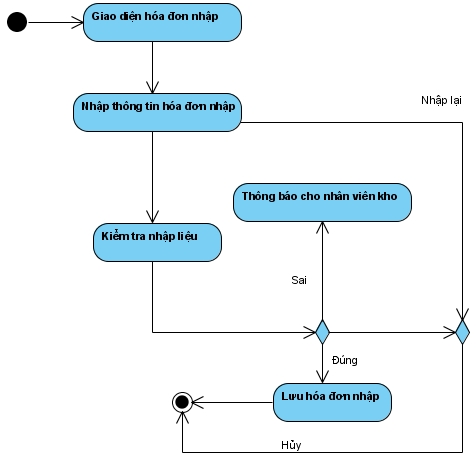 Giao diện hóa đơn nhập
Nhập thông tin hóa đơn nhập
Nhập lại
Thông báo cho nhân viên kho
Kiểm tra nhập liệu
Sai
Đúng
Lưu hóa đơn nhập
Hủy